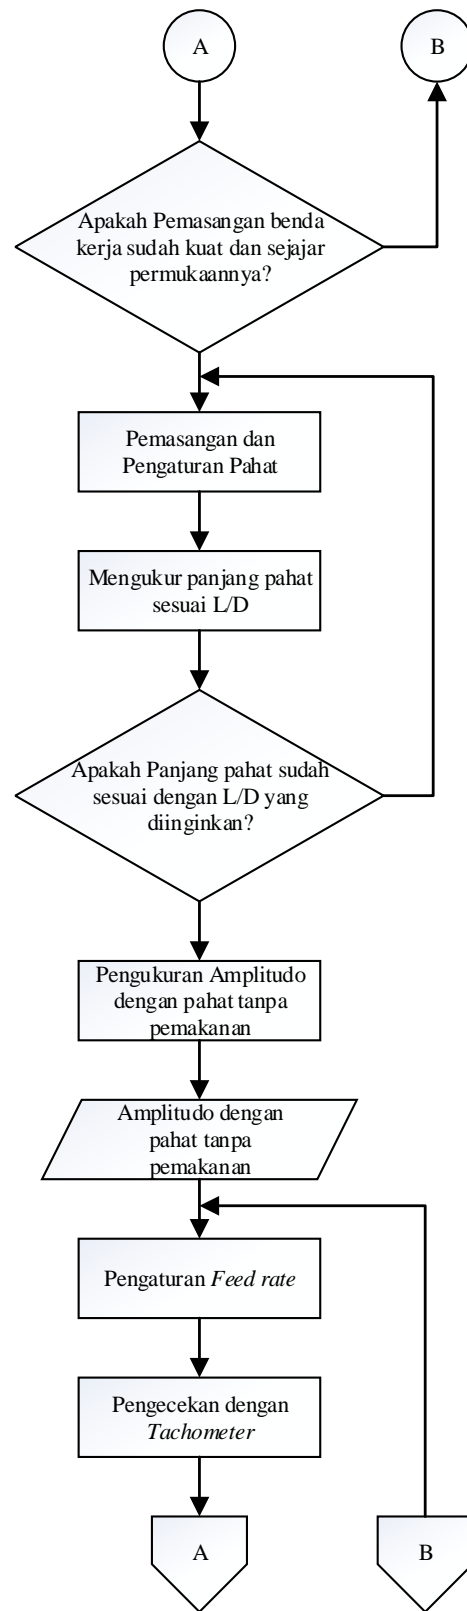 A
B
Apakah Pemasangan benda
kerja sudah kuat dan sejajar
permukaannya?
Pemasangan dan
Pengaturan Pahat
Mengukur panjang pahat
sesuai L/D
Apakah Panjang pahat sudah
sesuai dengan L/D yang
diinginkan?
Pengukuran Amplitudo
dengan pahat tanpa
pemakanan
Amplitudo dengan
pahat tanpa
pemakanan
Pengaturan Feed rate
Pengecekan dengan
Tachometer
A
B